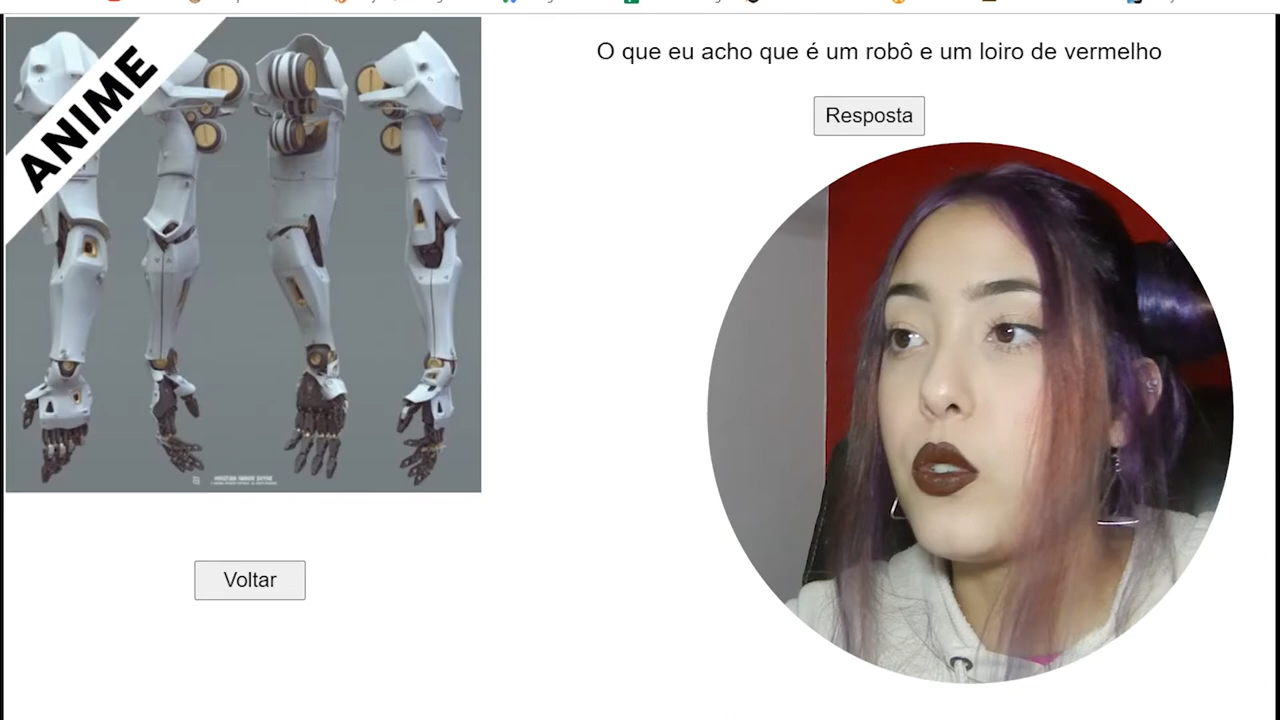 ANIME
O que eu acho que é um robô e um loiro de vermelho
Resposta
Voltar